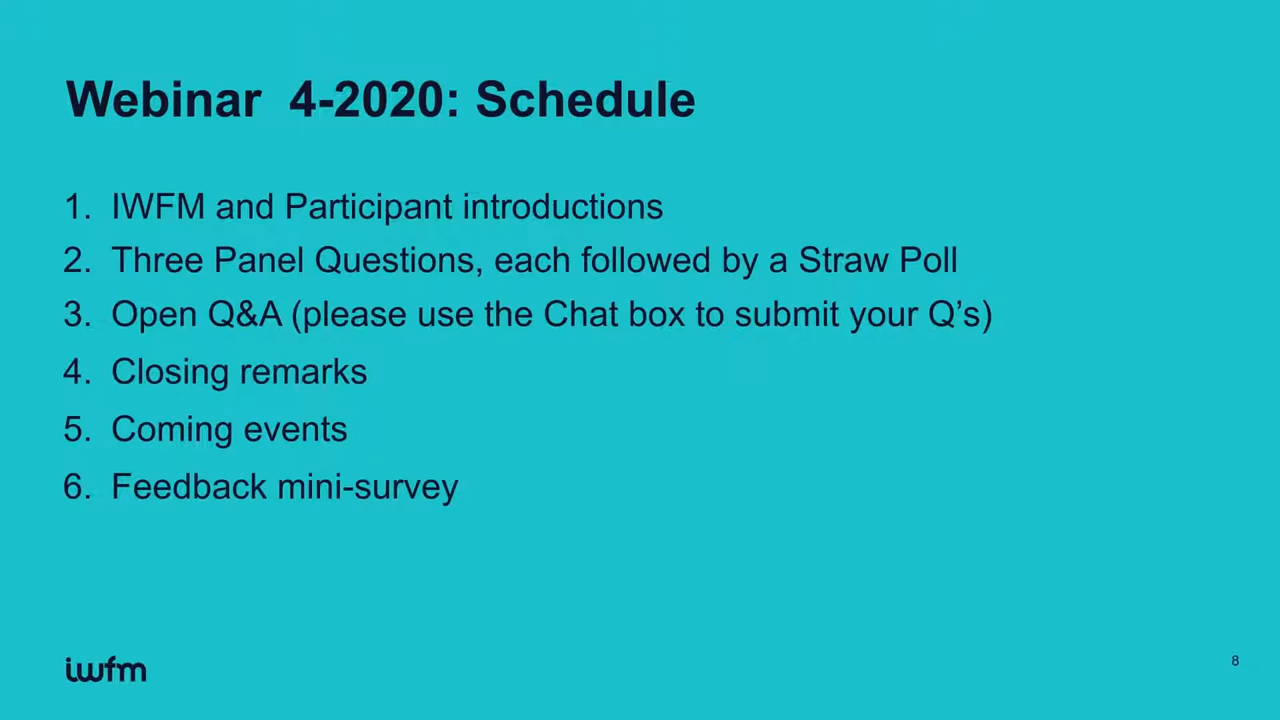 Webinar 4-2020: Schedule
1. IWFM and Participant introductions
2. Three Panel Questions, each followed by a Straw Poll
3. Open Q&A (please use the Chat box to submit your Q’s)
4. Closing remarks
5. Coming events
6. Feedback mini-survey
iwfm
8